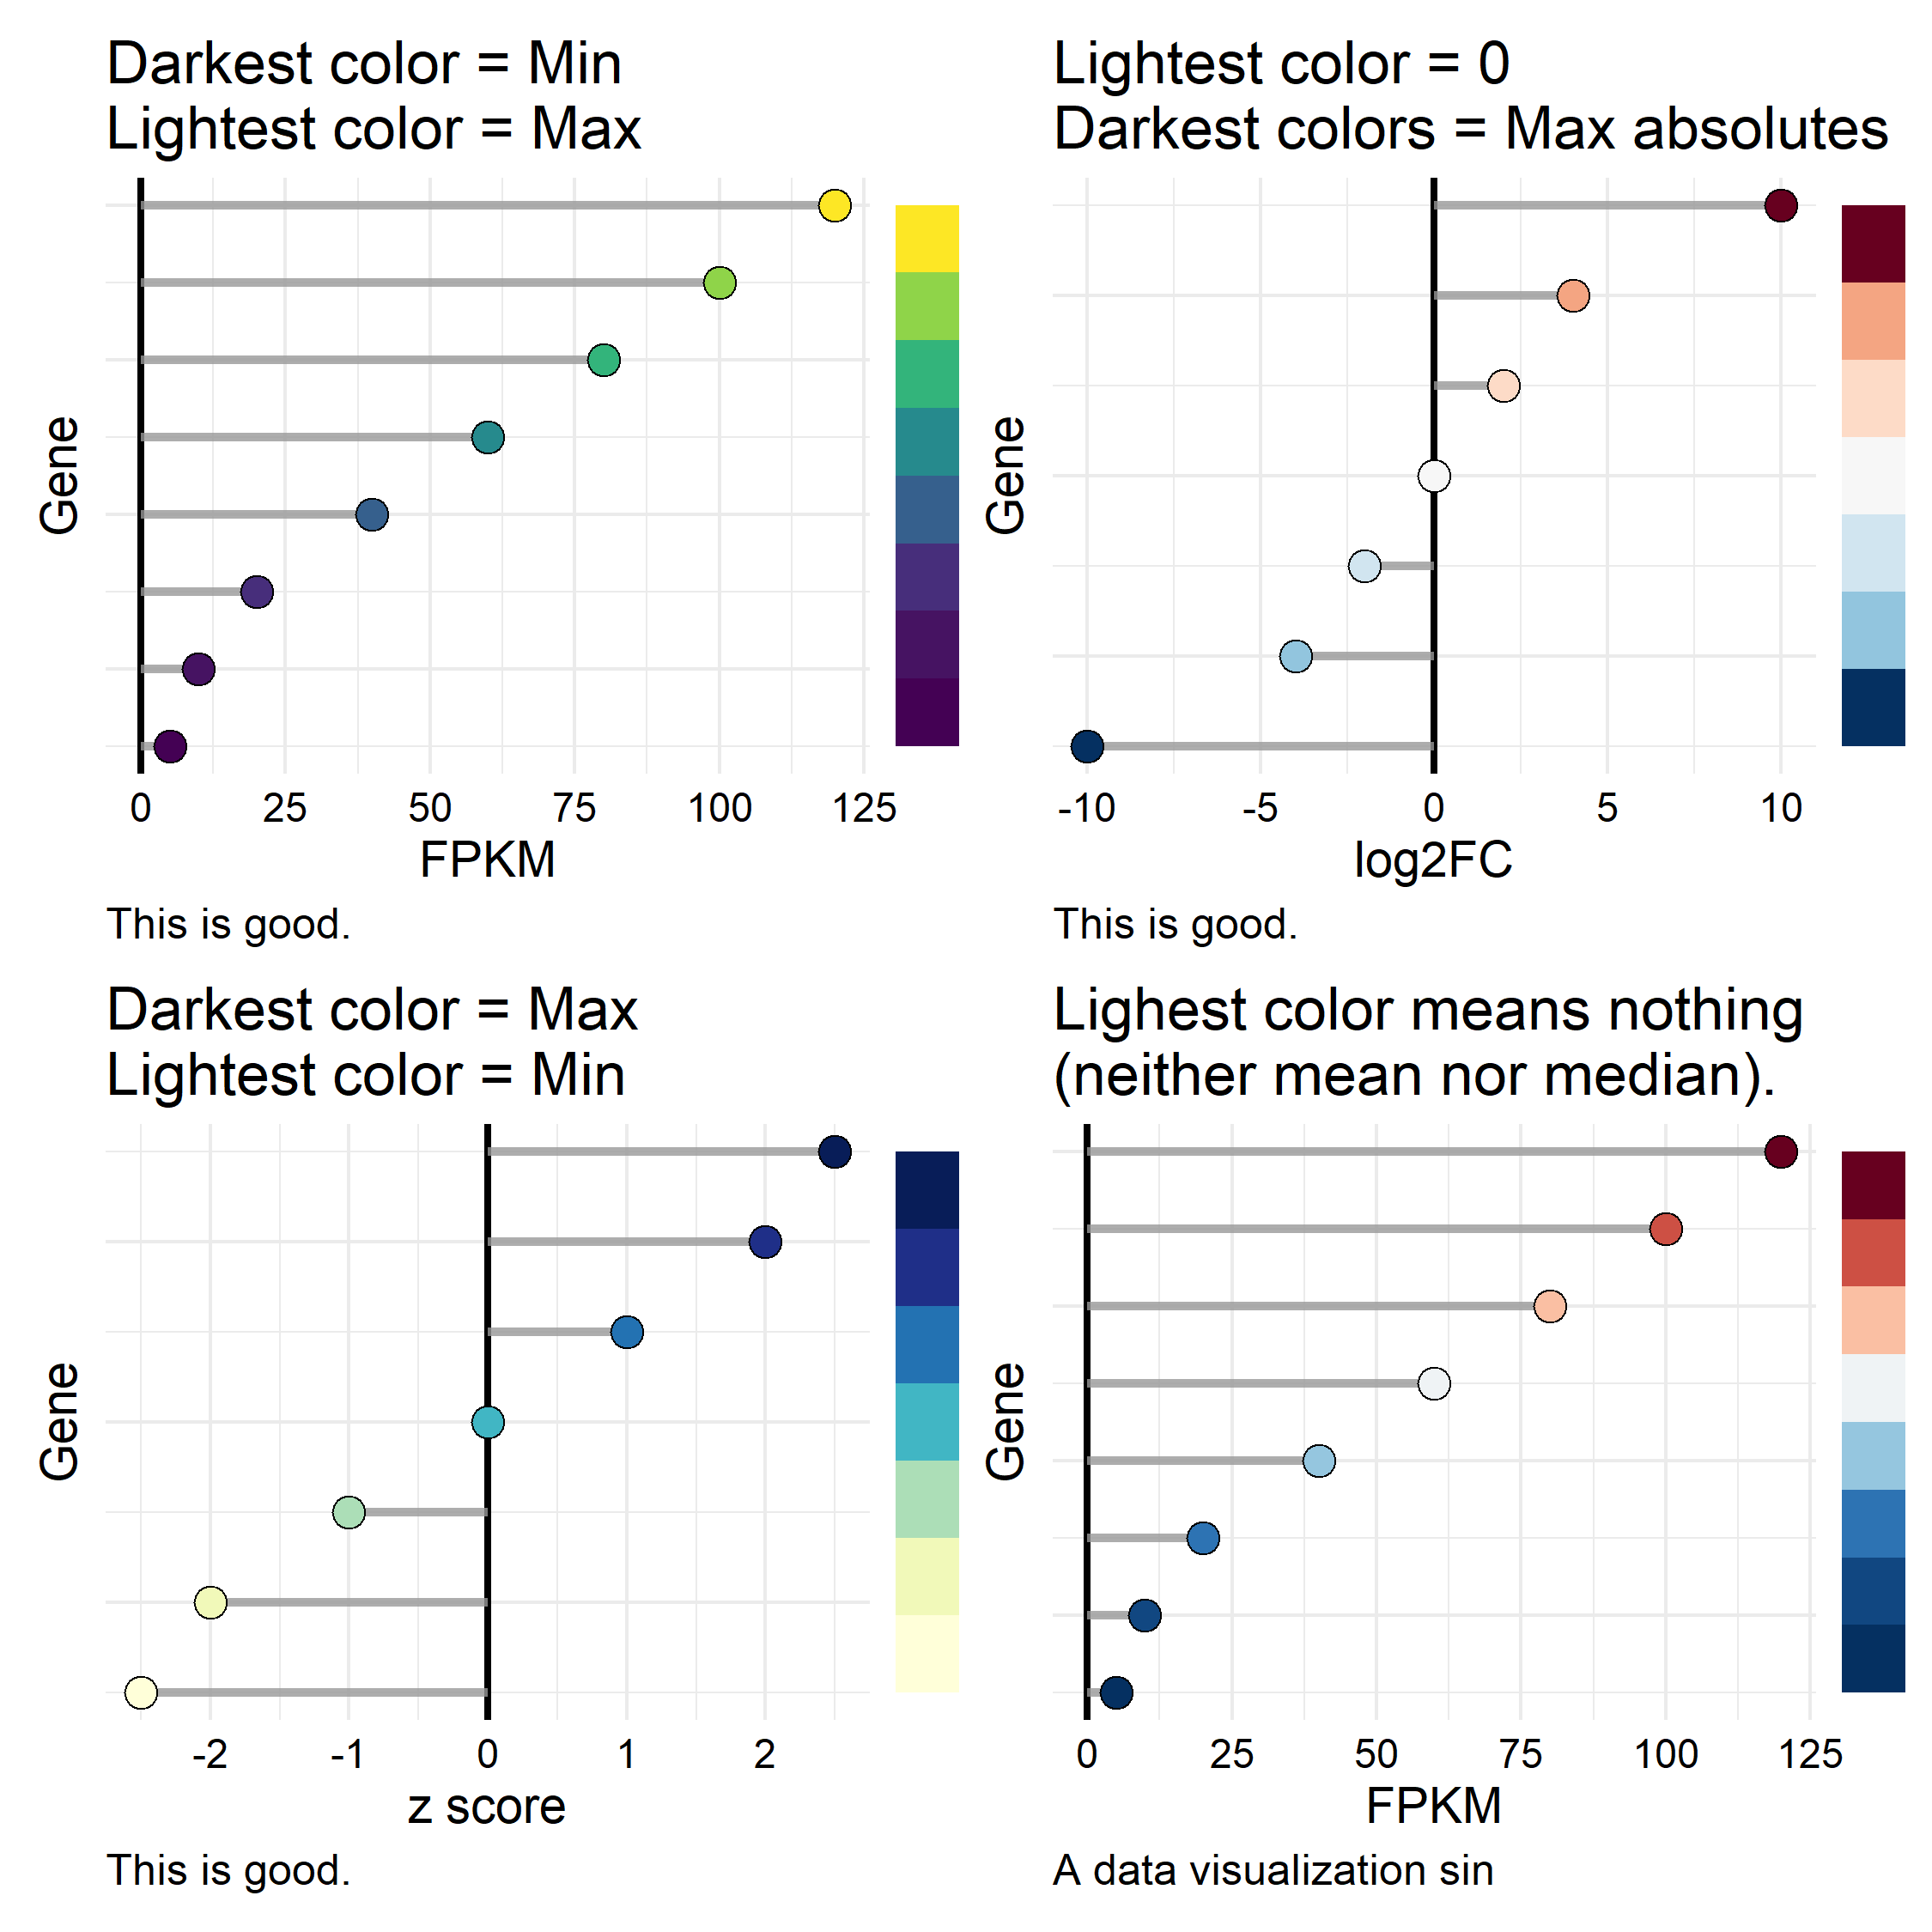 Darkest color = Min
Lightest color = Max
Gene
0 25 50 75 100 125
FPKM
This is good.
Lightest color = 0
Darkest colors = Max absolutes
Gene
-10 -5 0 5 10
log2FC
This is good.
Darkest color = Max
Lightest color = Min
Gene
-2 -1 0 1 2
z score
This is good.
Lighest color means nothing
(neither mean nor median).
Gene
0 25 50 75 100 125
FPKM
A data visualization sin